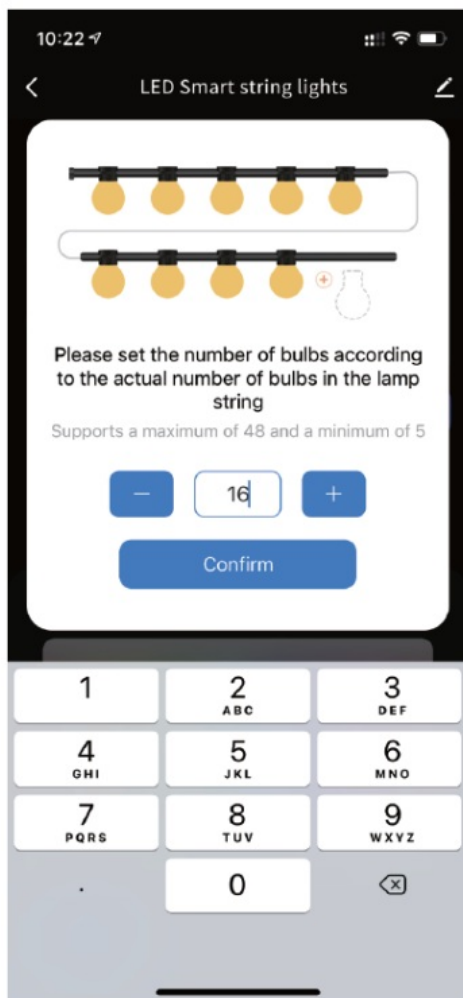 10:22
LED Smart string lights
Please set the number of bulbs according
to the actual number of bulbs in the lamp
string
Supports a maximum of 48 and a minimum of 5
− 16 +
Confirm
1 2 3
ABC DEF
4 5 6
GHI JKL MNO
7 8 9
PQRS TUV WXYZ
. 0